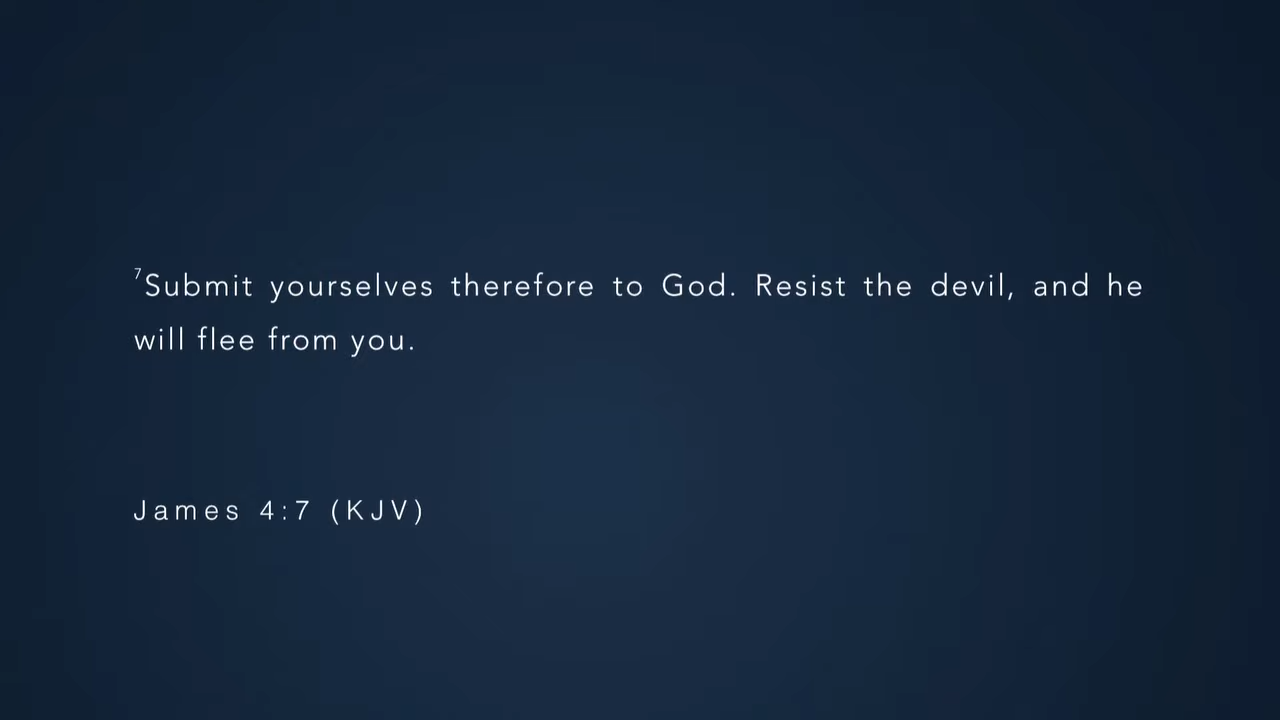 ⁷Submit yourselves therefore to God. Resist the devil, and he
will flee from you.
James 4:7 (KJV)